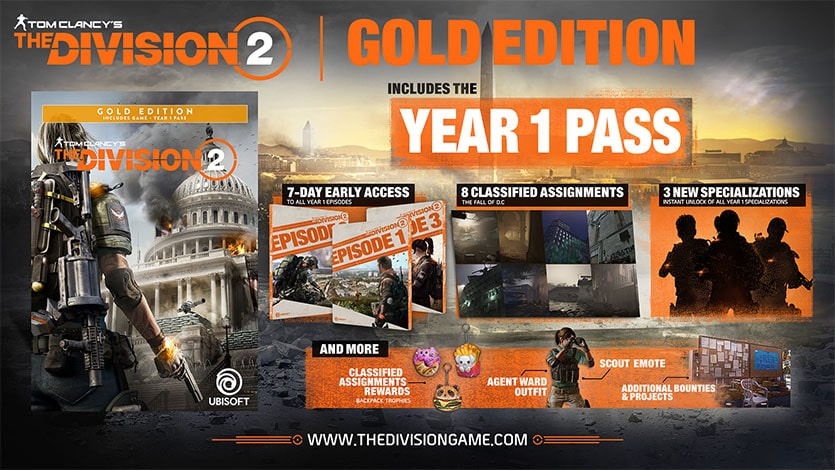 TOM CLANCY'S
THE DIVISION 2
GOLD EDITION
INCLUDES THE
YEAR 1 PASS
GOLD EDITION
INCLUDES GAME + YEAR 1 PASS
TOM CLANCY'S
THE DIVISION 2
UBISOFT
7-DAY EARLY ACCESS
TO ALL YEAR 1 EPISODES
EPISODE 1
DE 3
8 CLASSIFIED ASSIGNMENTS
THE FALL OF D.C
3 NEW SPECIALIZATIONS
INSTANT UNLOCK OF ALL YEAR 1 SPECIALIZATIONS
AND MORE
CLASSIFIED
ASSIGNMENTS
REWARDS
BACKPACK TROPHIES
AGENT WARD
OUTFIT
SCOUT EMOTE
ADDITIONAL BOUNTIES
& PROJECTS
WWW.THEDIVISIONGAME.COM